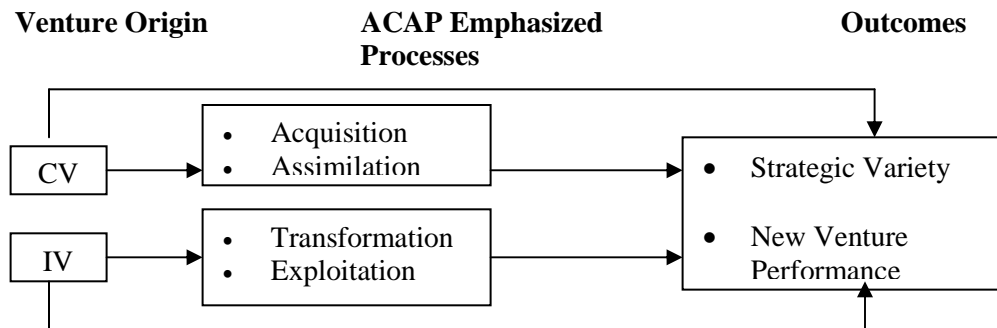 Venture Origin
ACAP Emphasized
Processes
Outcomes
CV
• Acquisition
• Assimilation
IV
• Transformation
• Exploitation
• Strategic Variety
• New Venture
Performance